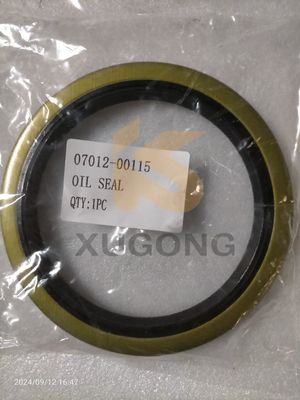 07012-00115
OIL SEAL
QTY:1PC
XUGONG
2024/09/12 16:47